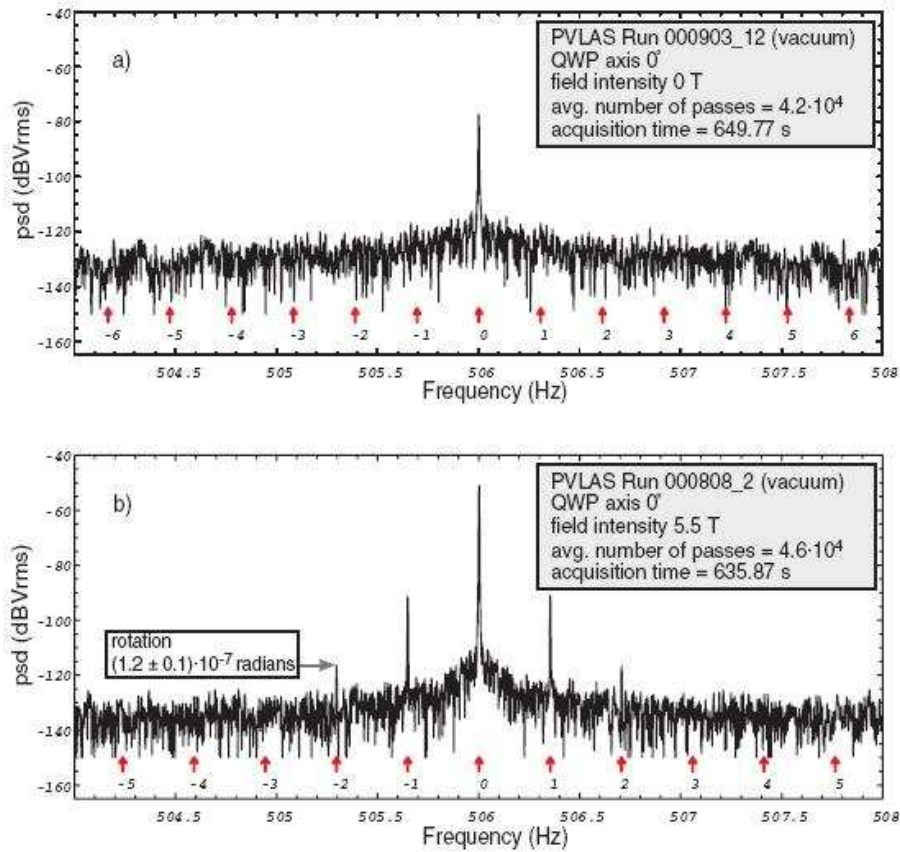 -40
-60
-80
-100
-120
-140
-160
psd (dBVrms)
a)
PVLAS Run 000903_12 (vacuum)
QWP axis 0°
field intensity 0 T
avg. number of passes = 4.2·10⁴
acquisition time = 649.77 s
-6 -5 -4 -3 -2 -1 0 1 2 3 4 5 6
504.5 505 505.5 506 506.5 507 507.5 508
Frequency (Hz)
-40
-60
-80
-100
-120
-140
-160
psd (dBVrms)
b)
PVLAS Run 000808_2 (vacuum)
QWP axis 0°
field intensity 5.5 T
avg. number of passes = 4.6·10⁴
acquisition time = 635.87 s
rotation
(1.2 ± 0.1)·10⁻⁷ radians
-5 -4 -3 -2 -1 0 1 2 3 4 5
504.5 505 505.5 506 506.5 507 507.5 508
Frequency (Hz)